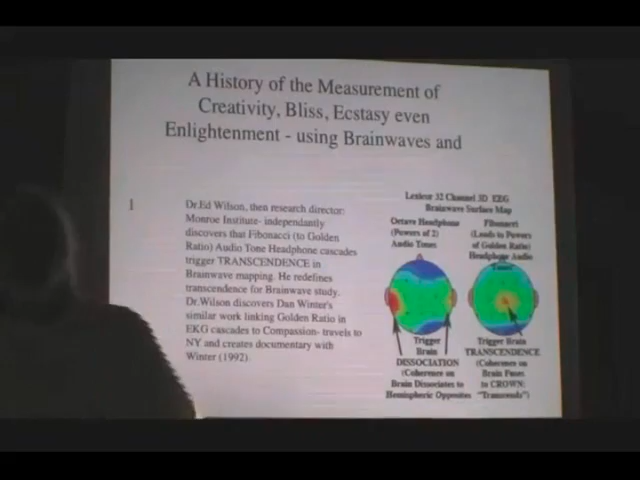 A History of the Measurement of
Creativity, Bliss, Ecstasy even
Enlightenment - using Brainwaves and
1
Dr.Ed Wilson, then research director:
Monroe Institute- independantly
discovers that Fibonacci (to Golden
Ratio) Audio Tone Headphone cascades
trigger TRANSCENDENCE in
Brainwave mapping. He redefines
transcendence for Brainwave study.
Dr.Wilson discovers Dan Winter's
similar work linking Golden Ratio in
EKG cascades to Compassion- travels to
NY and creates documentary with
Winter (1992).
Lexicor 32 Channel 3D EEG
Brainwave Surface Map
Octave Headphone
(Powers of 2)
Audio Tones
Fibonacci
(Leads to Powers
of Golden Ratio)
Headphone Audio
Tones
Trigger
Brain
DISSOCIATION
(Coherence on
Brain Dissociates to
Hemispheric Opposites
Trigger Brain
TRANSCENDENCE
(Coherence on
Brain Fuses
to CROWN:
"Transcends")